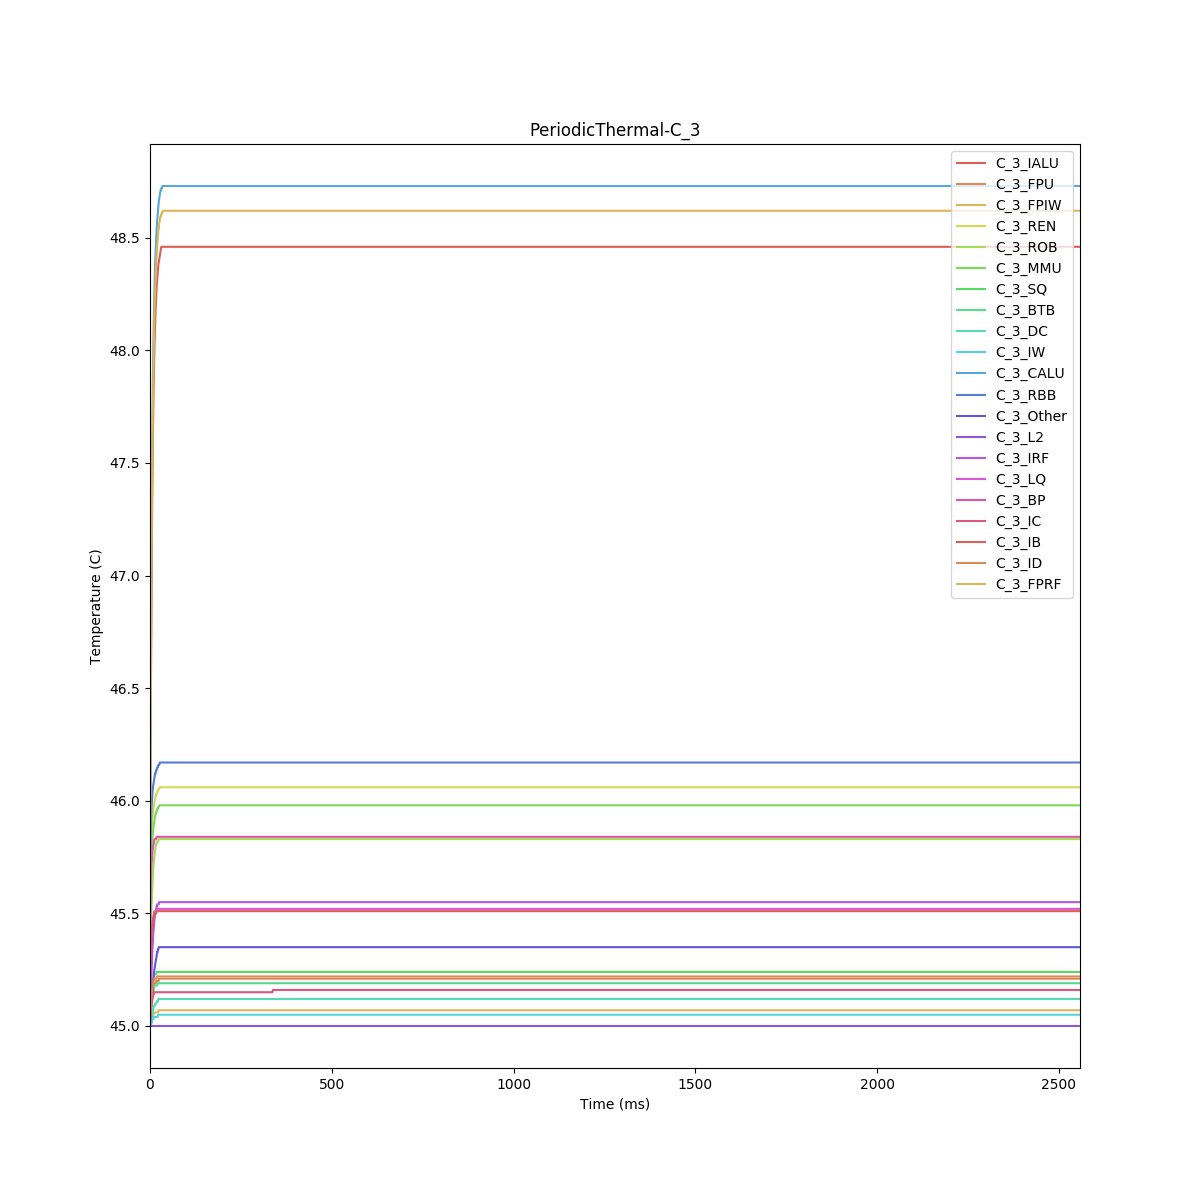 PeriodicThermal-C_3
C_3_IALU
C_3_FPU
C_3_FPIW
C_3_REN
C_3_ROB
C_3_MMU
C_3_SQ
C_3_BTB
C_3_DC
C_3_IW
C_3_CALU
C_3_RBB
C_3_Other
C_3_L2
C_3_IRF
C_3_LQ
C_3_BP
C_3_IC
C_3_IB
C_3_ID
C_3_FPRF
48.5
48.0
47.5
47.0
46.5
46.0
45.5
45.0
Temperature (C)
0 500 1000 1500 2000 2500
Time (ms)